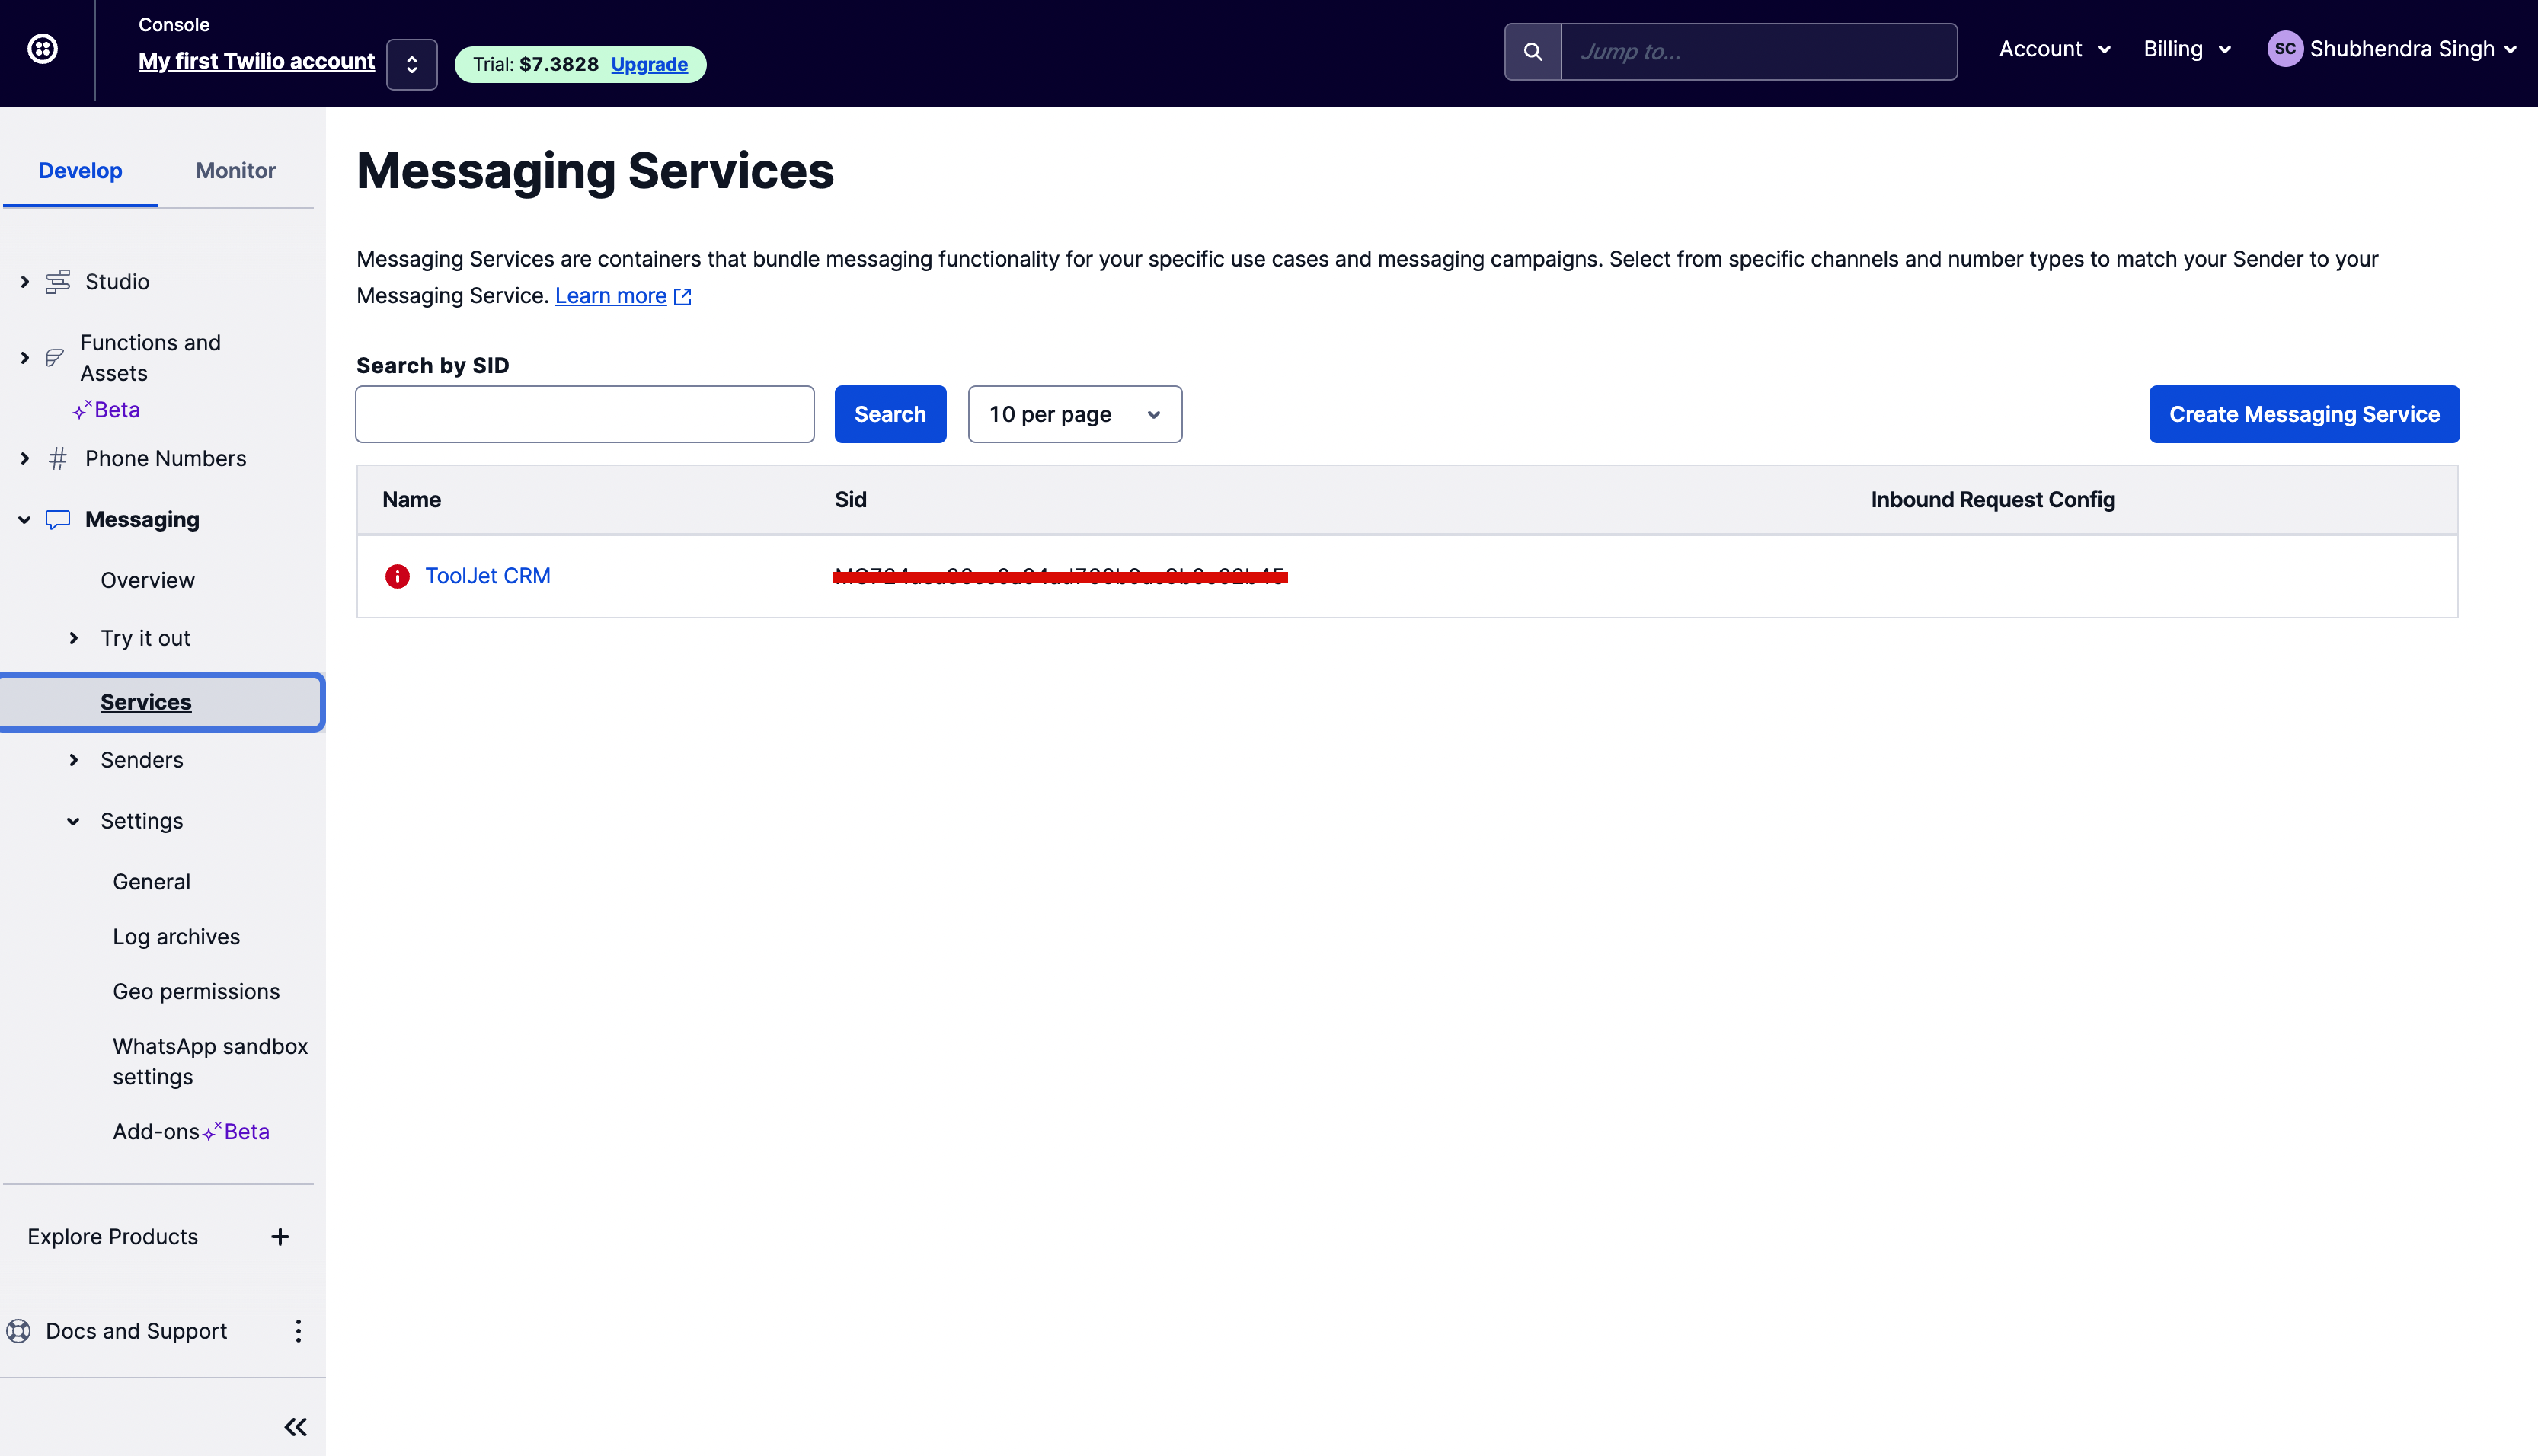 Console
My first Twilio account
Trial: $7.3828 Upgrade
Jump to...
Account
Billing
SC Shubhendra Singh
Develop
Monitor
Studio
Functions and
Assets
Beta
Phone Numbers
Messaging
Overview
Try it out
Services
Senders
Settings
General
Log archives
Geo permissions
WhatsApp sandbox
settings
Add-ons Beta
Explore Products
Docs and Support
Messaging Services
Messaging Services are containers that bundle messaging functionality for your specific use cases and messaging campaigns. Select from specific channels and number types to match your Sender to your
Messaging Service. Learn more
Search by SID
Search
10 per page
Create Messaging Service
Name Sid Inbound Request Config
ToolJet CRM